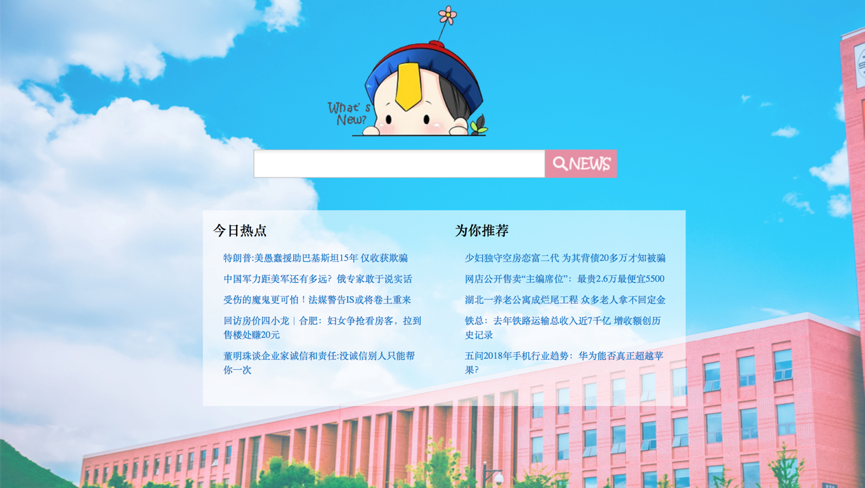 What's
New?
NEWS
今日热点
特朗普:美愚蠢援助巴基斯坦15年 仅收获欺骗
中国军力距美军还有多远？俄专家敢于说实话
受伤的魔鬼更可怕！法媒警告IS或将卷土重来
回访房价四小龙｜合肥：妇女争抢看房客，拉到
售楼处赚20元
董明珠谈企业家诚信和责任:没诚信别人只能帮
你一次
为你推荐
少妇独守空房恋富二代 为其背债20多万才知被骗
网店公开售卖“主编席位”：最贵2.6万最便宜5500
湖北一养老公寓成烂尾工程 众多老人拿不回定金
铁总：去年铁路运输总收入近7千亿 增收额创历
史记录
五问2018年手机行业趋势：华为能否真正超越苹
果?